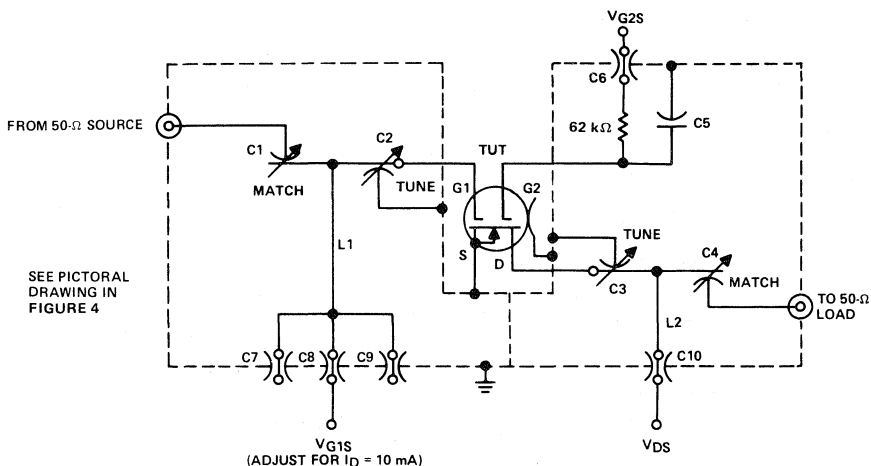 VG2S
C6
C5
62 kΩ
FROM 50-Ω SOURCE
C1
MATCH
C2
TUNE
TUT
G1
G2
S
D
L1
TUNE
C3
C4
MATCH
TO 50-Ω
LOAD
L2
SEE PICTORAL
DRAWING IN
FIGURE 4
C7
C8
C9
C10
VG1S
(ADJUST FOR ID = 10 mA)
VDS